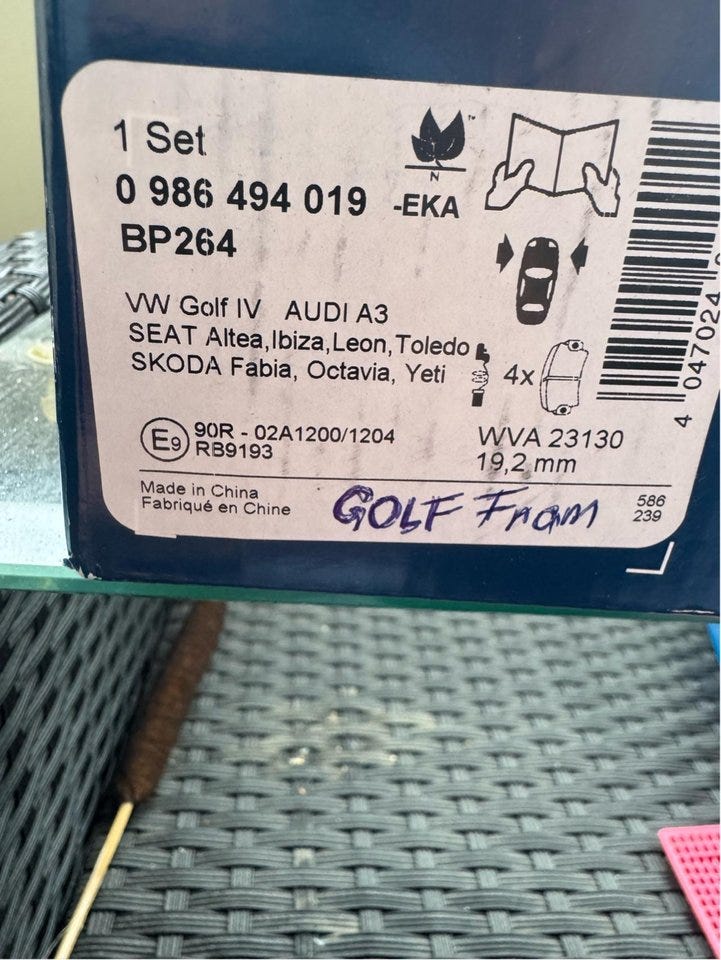 1 Set
0 986 494 019 -EKA
BP264
N
VW Golf IV AUDI A3
SEAT Altea,Ibiza,Leon,Toledo
SKODA Fabia, Octavia, Yeti
4x
E9 90R - 02A1200/1204
RB9193
WVA 23130
19,2 mm
Made in China
Fabriqué en Chine
GOLF Fram
586
239
4 047024